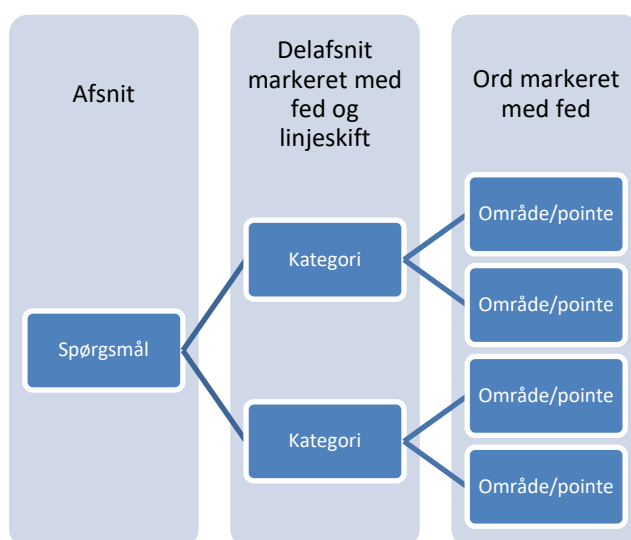 Afsnit
Delafsnit
markeret med
fed og
linjeskift
Ord markeret
med fed
Spørgsmål
Kategori
Kategori
Område/pointe
Område/pointe
Område/pointe
Område/pointe